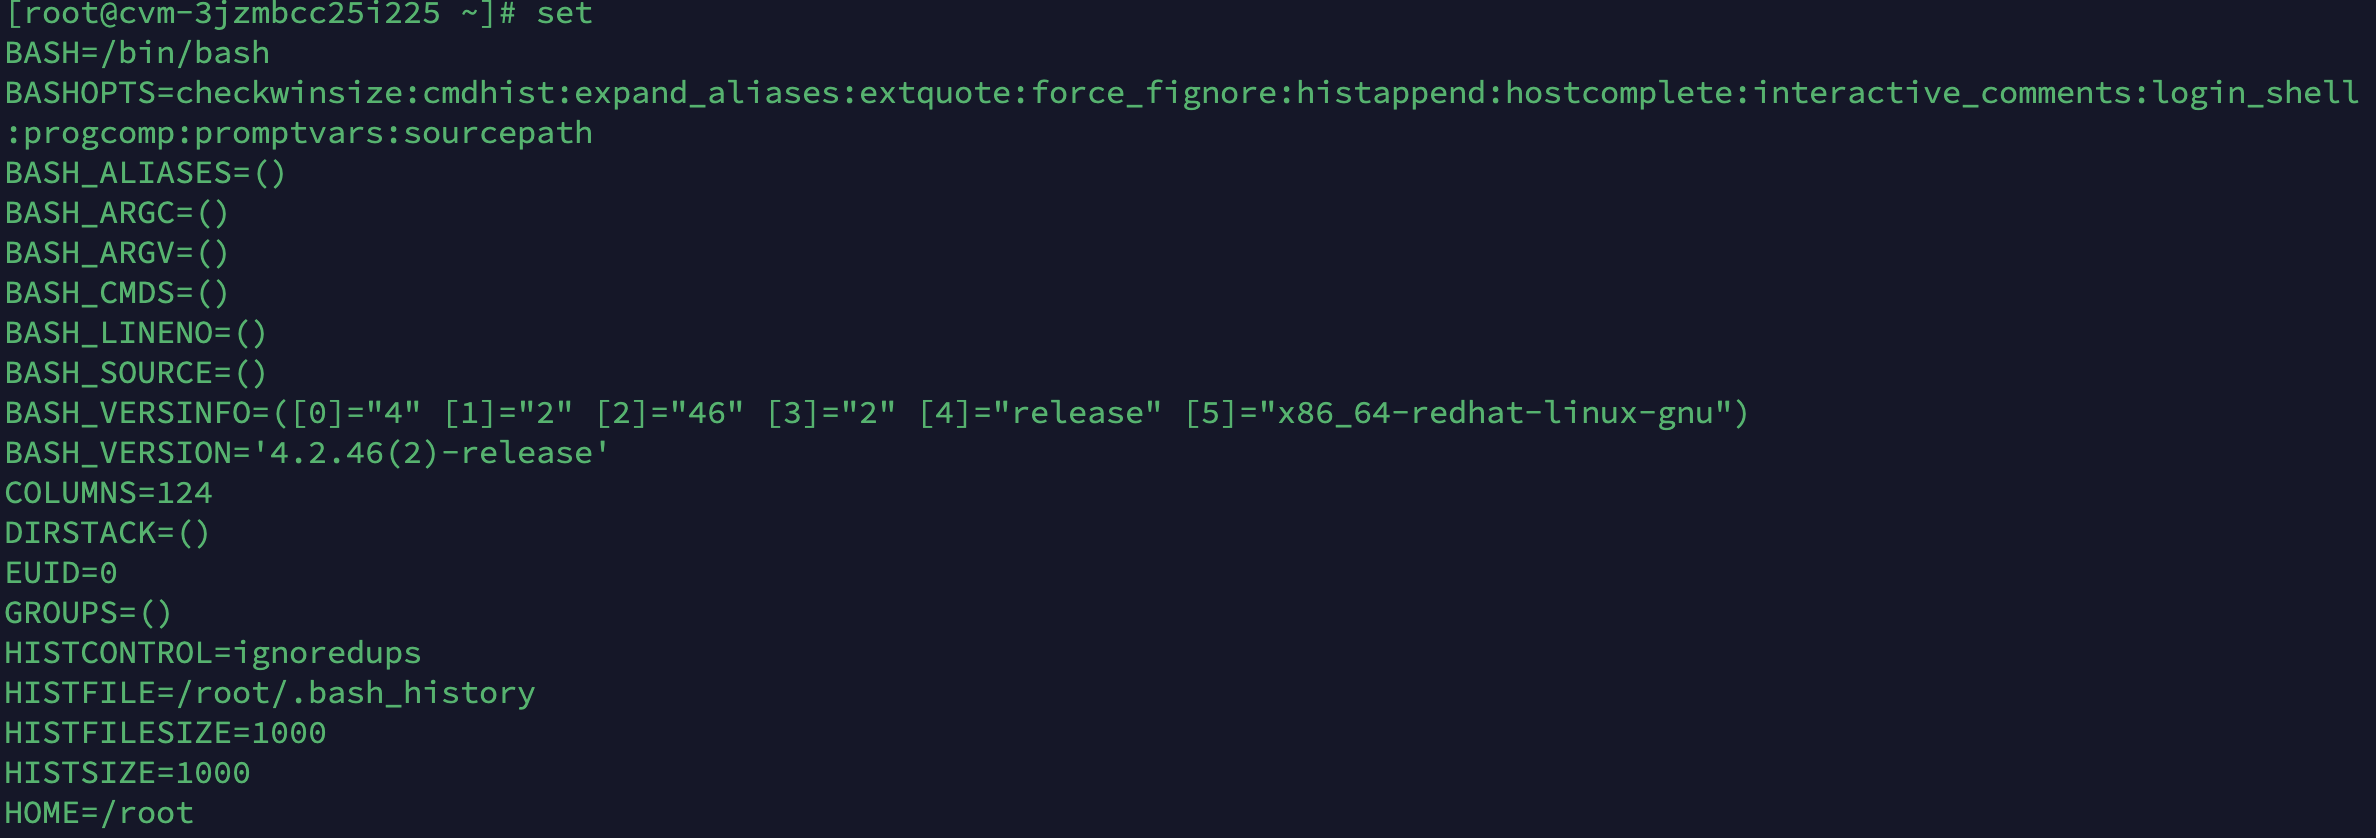 [root@cvm-3jzmbcc25i225 ~]# set
BASH=/bin/bash
BASHOPTS=checkwinsize:cmdhist:expand_aliases:extquote:force_fignore:histappend:hostcomplete:interactive_comments:login_shell
:progcomp:promptvars:sourcepath
BASH_ALIASES=()
BASH_ARGC=()
BASH_ARGV=()
BASH_CMDS=()
BASH_LINENO=()
BASH_SOURCE=()
BASH_VERSINFO=([0]="4" [1]="2" [2]="46" [3]="2" [4]="release" [5]="x86_64-redhat-linux-gnu")
BASH_VERSION='4.2.46(2)-release'
COLUMNS=124
DIRSTACK=()
EUID=0
GROUPS=()
HISTCONTROL=ignoredups
HISTFILE=/root/.bash_history
HISTFILESIZE=1000
HISTSIZE=1000
HOME=/root